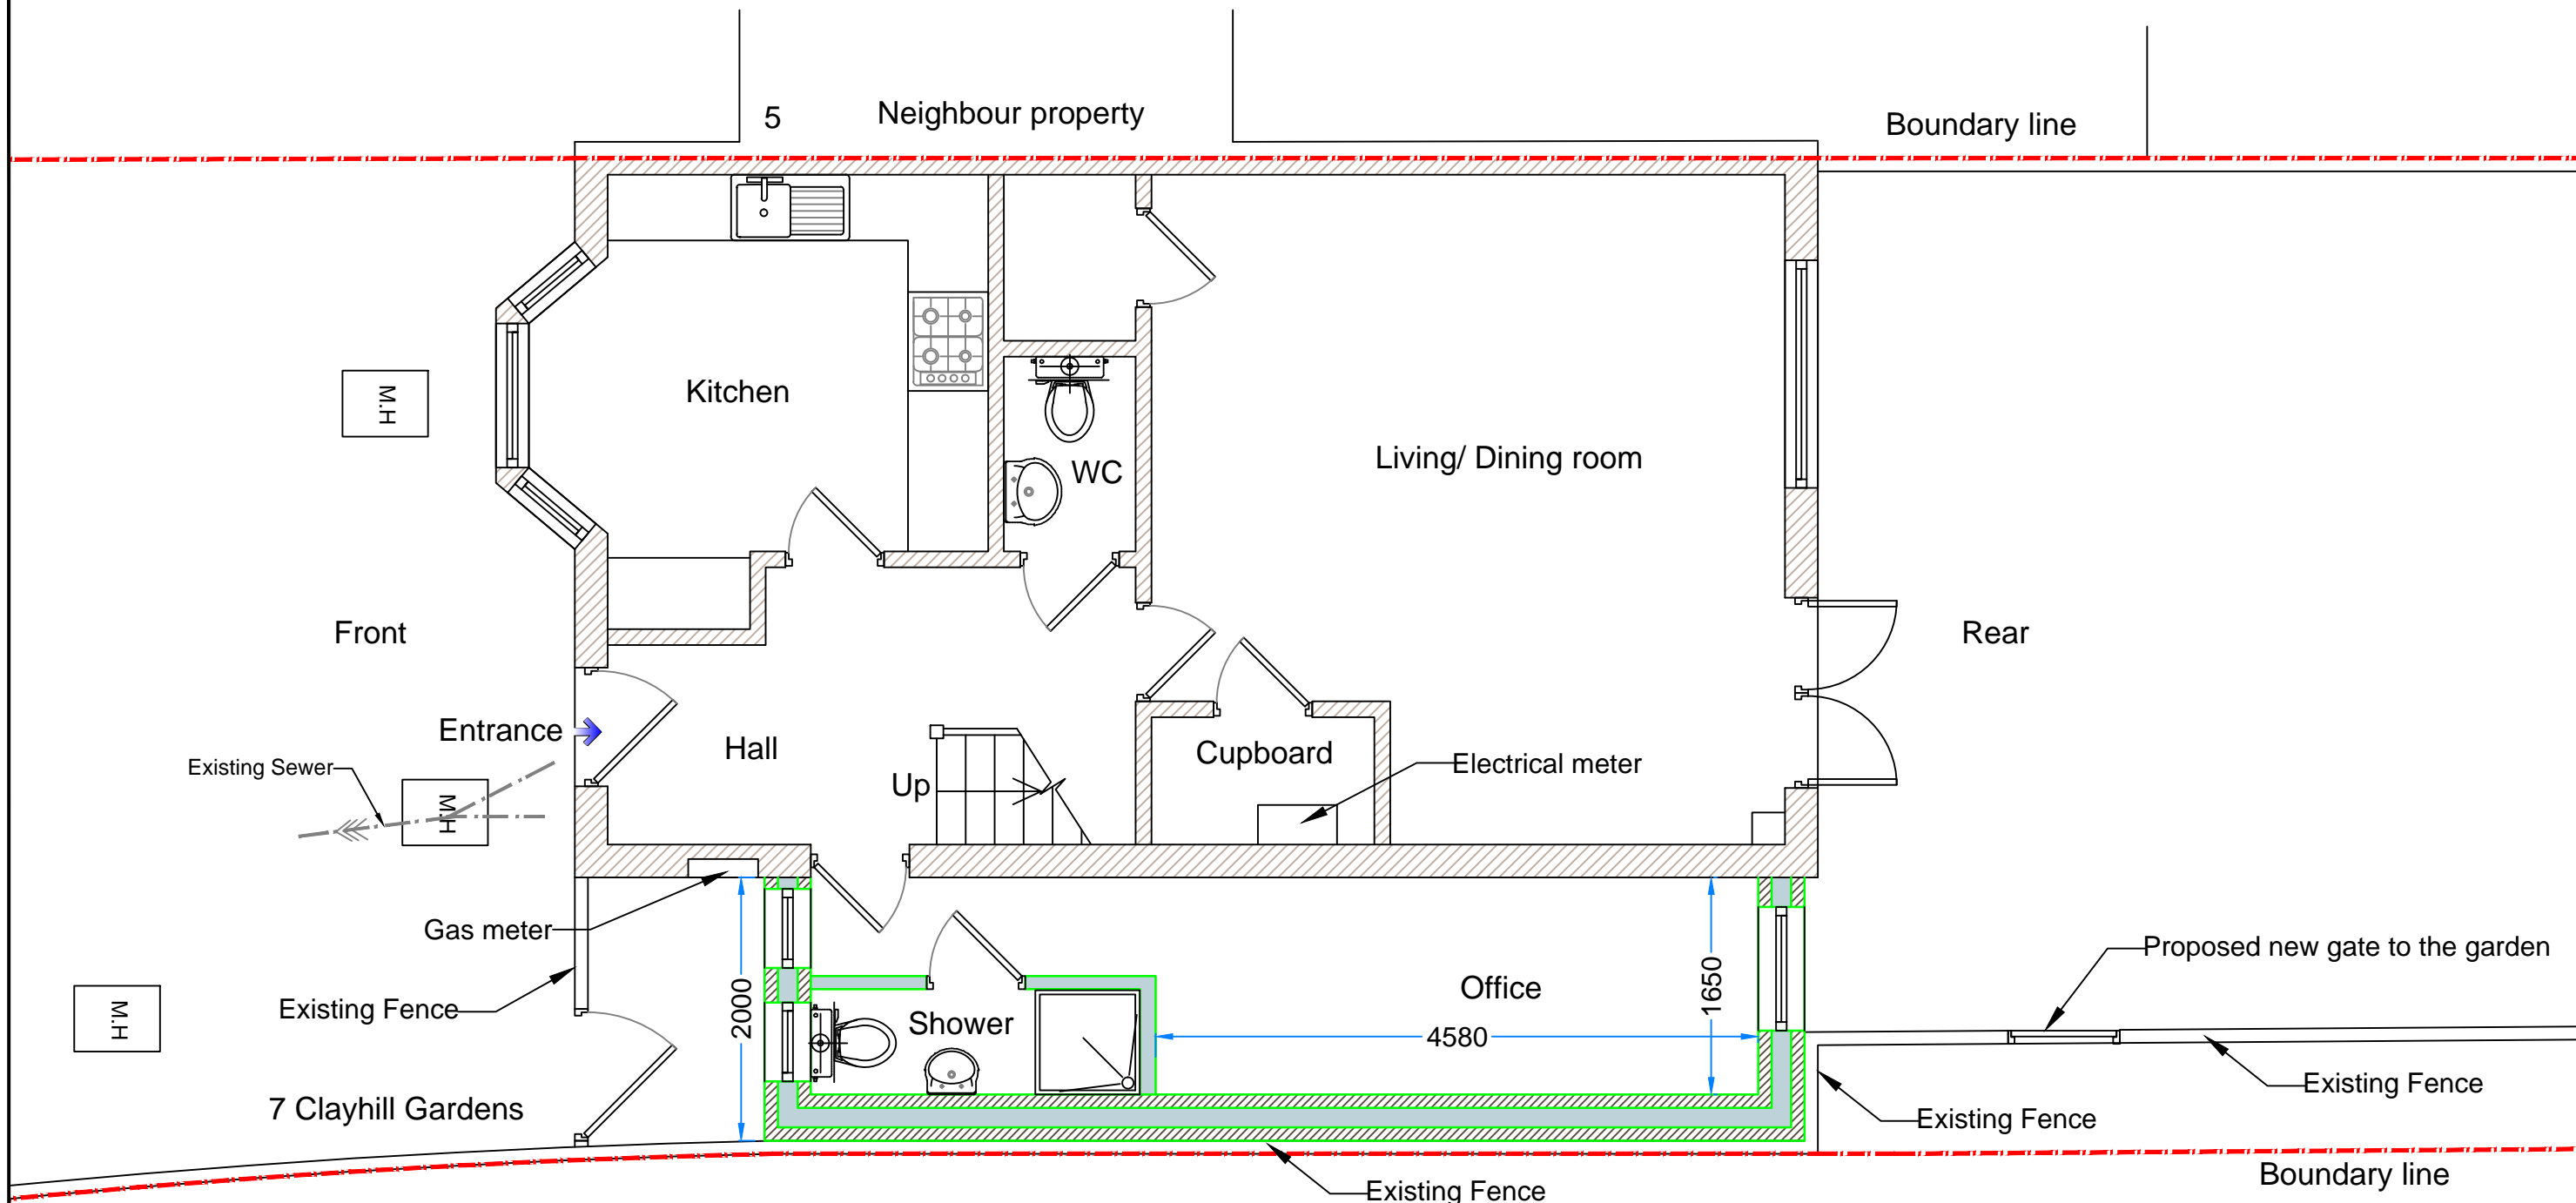 5
Neighbour property
Boundary line
M.H
Kitchen
WC
Living/ Dining room
Front
Rear
Entrance
Hall
Existing Sewer
M.H
Up
Cupboard
Electrical meter
Gas meter
Proposed new gate to the garden
Existing Fence
M.H
2000
Shower
Office
1650
4580
7 Clayhill Gardens
Existing Fence
Existing Fence
Boundary line
Existing Fence